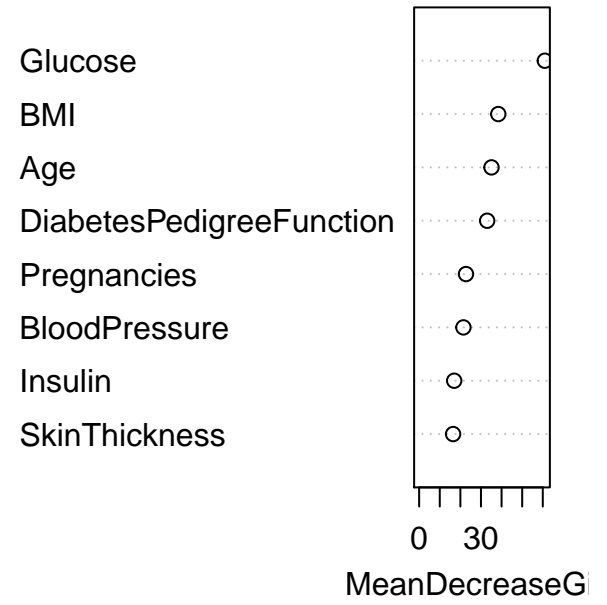 Glucose
BMI
Age
DiabetesPedigreeFunction
Pregnancies
BloodPressure
Insulin
SkinThickness
0 30
MeanDecreaseGi